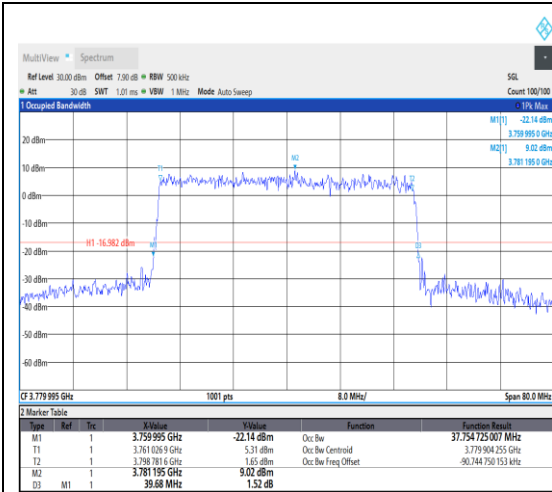 MultiView Spectrum
Ref Level 30.00 dBm Offset 7.90 dB RBW 500 kHz SGL
Att 30 dB SWT 1.01 ms VBW 1 MHz Mode Auto Sweep Count 100/100
1 Occupied Bandwidth 1Pk Max
M1[1] -22.14 dBm
3.759 995 0 GHz
M2[1] 9.02 dBm
3.781 195 0 GHz
20 dBm
10 dBm
0 dBm
-10 dBm
-20 dBm
-30 dBm
-40 dBm
-50 dBm
-60 dBm
T1
M2
T2
H1 -16.982 dBm
M1
D3
CF 3.779 995 GHz 1001 pts 8.0 MHz/ Span 80.0 MHz
2 Marker Table
Type Ref Trc X-Value Y-Value Function Function Result
M1 1 3.759 995 GHz -22.14 dBm Occ Bw 37.754 725 007 MHz
T1 1 3.761 026 9 GHz 5.31 dBm Occ Bw Centroid 3.779 904 255 GHz
T2 1 3.798 781 6 GHz 1.65 dBm Occ Bw Freq Offset -90.744 750 153 kHz
M2 1 3.781 195 GHz 9.02 dBm
D3 M1 1 39.68 MHz 1.52 dB